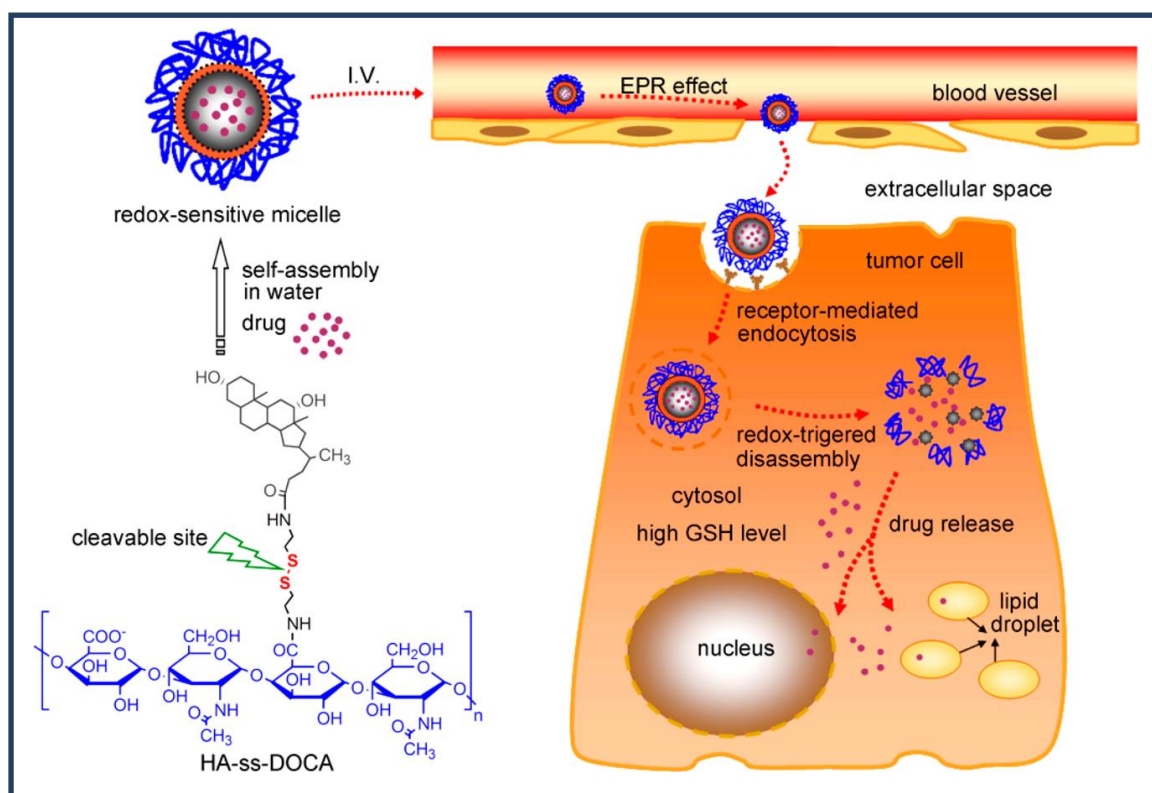 I.V.
EPR effect
blood vessel
redox-sensitive micelle
extracellular space
self-assembly
in water
drug
tumor cell
receptor-mediated
endocytosis
HO
OH
CH3
O
HN
redox-trigered
disassembly
cytosol
high GSH level
drug release
cleavable site
S
S
NH
OC
lipid
droplet
nucleus
COO-
O
OH
HO
OH
CH2OH
O
O
OH
NH
O
CH3
O
OH
O
OH
CH2OH
O
O
OH
NH
O
CH3
O
n
HA-ss-DOCA